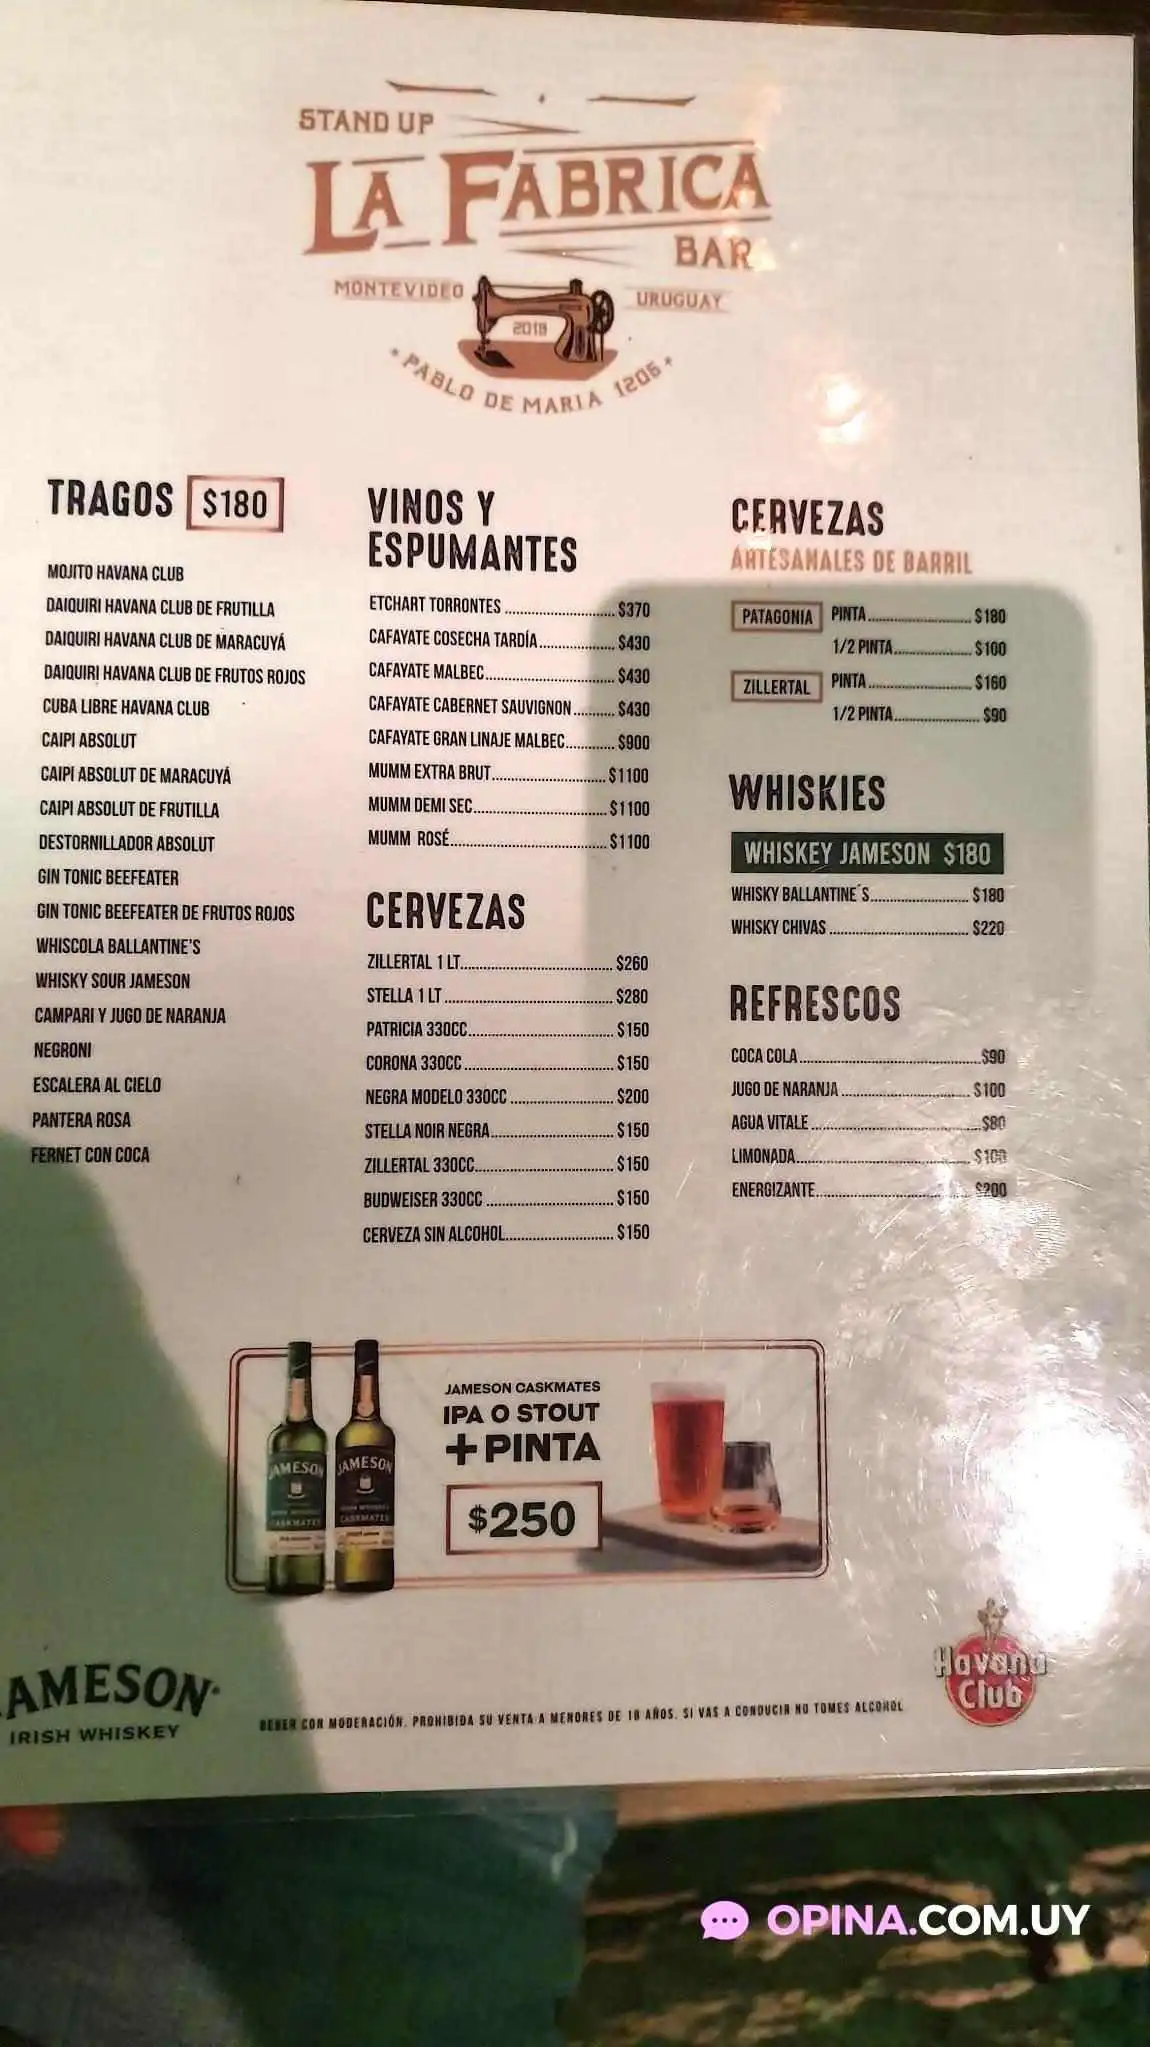 STAND UP
LA FABRICA
BAR
MONTEVIDEO
URUGUAY
2018
• PABLO DE MARIA 1206 •
TRAGOS $180
MOJITO HAVANA CLUB
DAIQUIRI HAVANA CLUB DE FRUTILLA
DAIQUIRI HAVANA CLUB DE MARACUYÁ
DAIQUIRI HAVANA CLUB DE FRUTOS ROJOS
CUBA LIBRE HAVANA CLUB
CAIPI ABSOLUT
CAIPI ABSOLUT DE MARACUYÁ
CAIPI ABSOLUT DE FRUTILLA
DESTORNILLADOR ABSOLUT
GIN TONIC BEEFEATER
GIN TONIC BEEFEATER DE FRUTOS ROJOS
WHISCOLA BALLANTINE'S
WHISKY SOUR JAMESON
CAMPARI Y JUGO DE NARANJA
NEGRONI
ESCALERA AL CIELO
PANTERA ROSA
FERNET CON COCA
VINOS Y
ESPUMANTES
ETCHART TORRONTES $370
CAFAYATE COSECHA TARDÍA $430
CAFAYATE MALBEC $430
CAFAYATE CABERNET SAUVIGNON $430
CAFAYATE GRAN LINAJE MALBEC $900
MUMM EXTRA BRUT $1100
MUMM DEMI SEC $1100
MUMM ROSÉ $1100
CERVEZAS
ZILLERTAL 1 LT $260
STELLA 1 LT $280
PATRICIA 330CC $150
CORONA 330CC $150
NEGRA MODELO 330CC $200
STELLA NOIR NEGRA $150
ZILLERTAL 330CC $150
BUDWEISER 330CC $150
CERVEZA SIN ALCOHOL $150
CERVEZAS
ARTESANALES DE BARRIL
PATAGONIA PINTA $180
1/2 PINTA $100
ZILLERTAL PINTA $160
1/2 PINTA $90
WHISKIES
WHISKEY JAMESON $180
WHISKY BALLANTINE´S $180
WHISKY CHIVAS $220
REFRESCOS
COCA COLA $90
JUGO DE NARANJA $100
AGUA VITALE $80
LIMONADA $100
ENERGIZANTE $200
JAMESON CASKMATES
IPA O STOUT
+ PINTA
$250
JAMESON
CASKMATES
JAMESON
CASKMATES
AMESON
IRISH WHISKEY
BEBER CON MODERACIÓN. PROHIBIDA SU VENTA A MENORES DE 18 AÑOS. SI VAS A CONDUCIR NO TOMES ALCOHOL
Havana
Club
OPINA.COM.UY